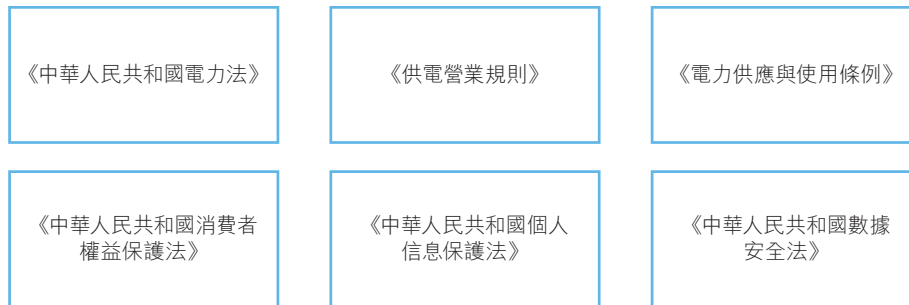 《中華人民共和國電力法》
《供電營業規則》
《電力供應與使用條例》
《中華人民共和國消費者
權益保護法》
《中華人民共和國個人
信息保護法》
《中華人民共和國數據
安全法》